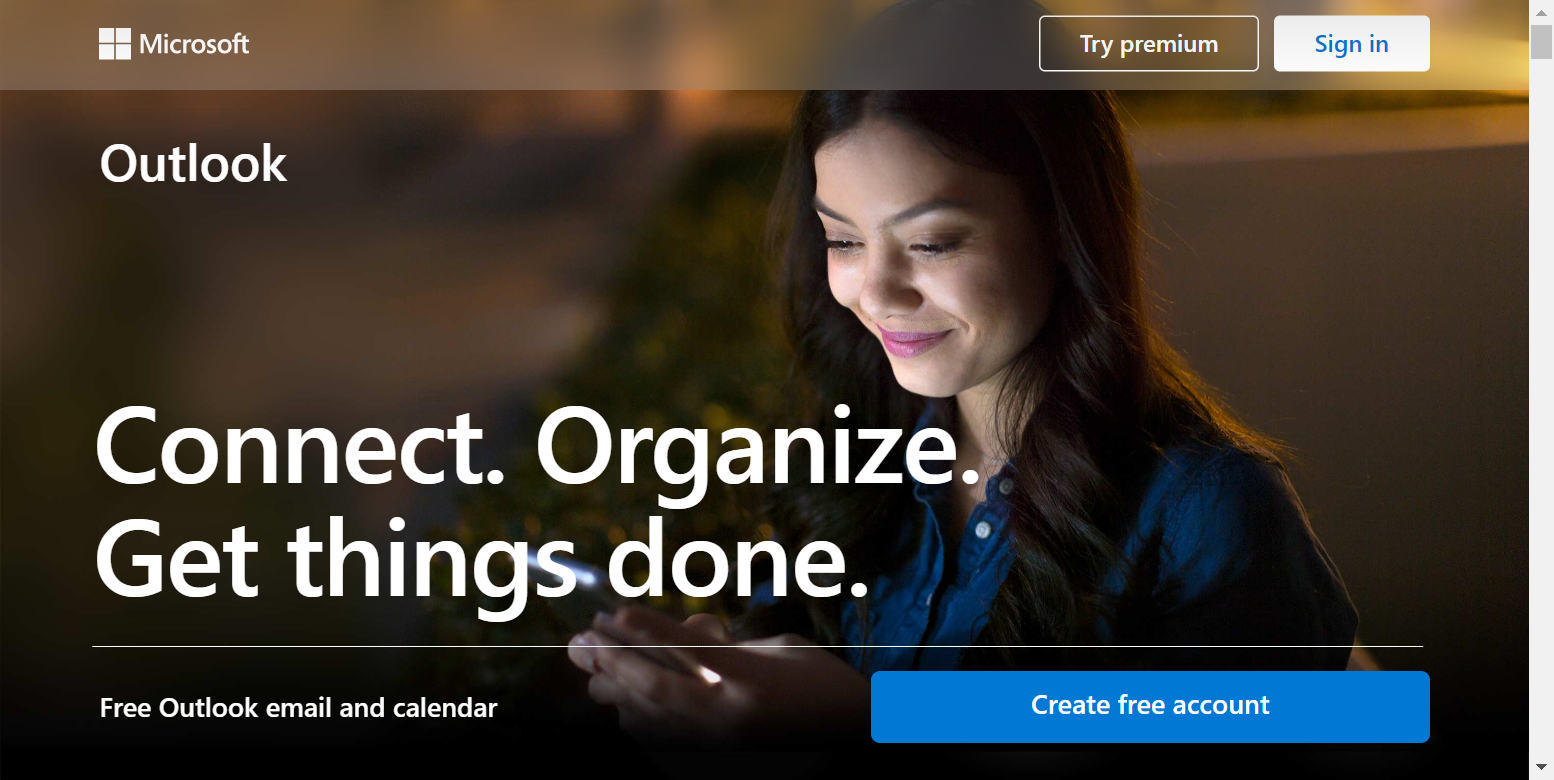 Microsoft
Try premium
Sign in
Outlook
Connect. Organize.
Get things done.
Free Outlook email and calendar
Create free account